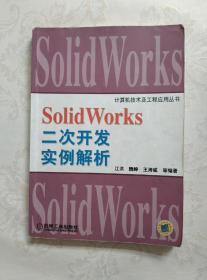 SolidWorks
计算机技术及工程应用丛书
SolidWorks
二次开发
实例解析
江洪 魏峥 王涛威 等编著
机械工业出版社
SolidWorks